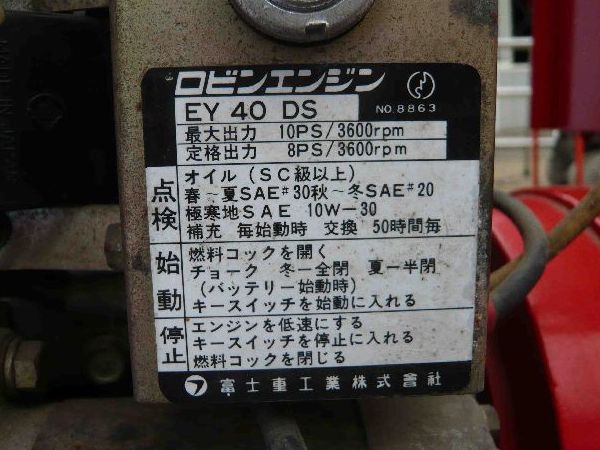 ロビンエンジン
NO.8863
EY 40 DS
最大出力 10PS/3600rpm
定格出力 8PS/3600rpm
点検
オイル(SC級以上)
春~夏SAE#30秋~冬SAE#20
極寒地SAE 10W-30
補充 毎始動時 交換 50時間毎
始動
燃料コックを開く
チョーク 冬ー全閉 夏ー半閉
(バッテリー始動時)
キースイッチを始動に入れる
停止
エンジンを低速にする
キースイッチを停止に入れる
燃料コックを閉じる
富士重工業株式會社